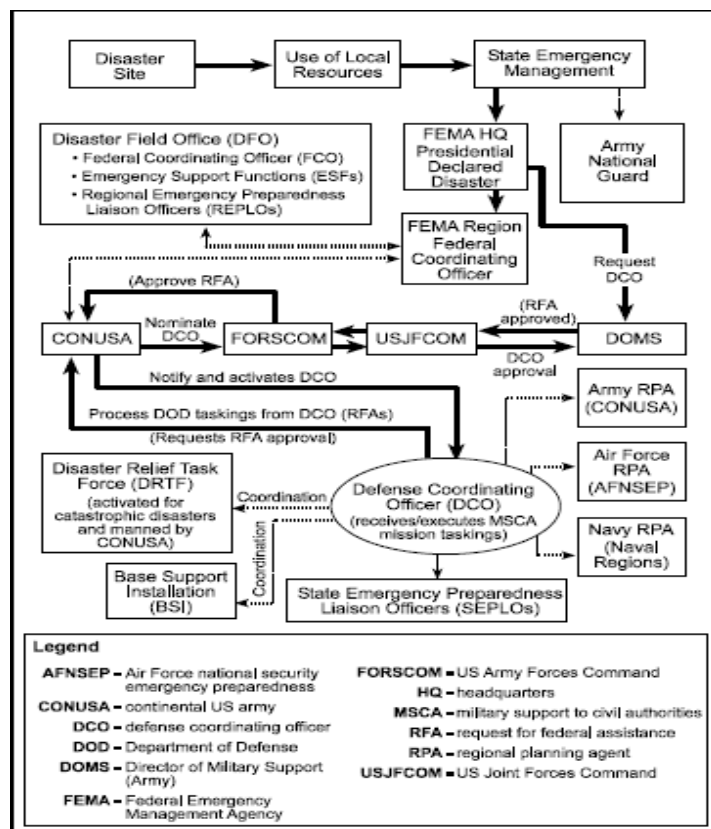 Disaster
Site
Use of Local
Resources
State Emergency
Management
Disaster Field Office (DFO)
• Federal Coordinating Officer (FCO)
• Emergency Support Functions (ESFs)
• Regional Emergency Preparedness
Liaison Officers (REPLOs)
FEMA HQ
Presidential
Declared
Disaster
Army
National
Guard
FEMA Region
Federal
Coordinating
Officer
Request
DCO
(Approve RFA)
CONUSA
Nominate
DCO
FORSCOM
USJFCOM
(RFA
approved)
DOMS
DCO
approval
Notify and activates DCO
Process DOD taskings from DCO (RFAs)
(Requests RFA approval)
Army RPA
(CONUSA)
Disaster Relief Task
Force (DRTF)
(activated for
catastrophic disasters
and manned by
CONUSA)
Coordination
Defense Coordinating
Officer (DCO)
(receives/executes MSCA
mission taskings)
Air Force
RPA
(AFNSEP)
Navy RPA
(Naval
Regions)
Coordination
Base Support
Installation
(BSI)
State Emergency Preparedness
Liaison Officers (SEPLOs)
Legend
AFNSEP – Air Force national security
emergency preparedness
CONUSA – continental US army
DCO – defense coordinating officer
DOD – Department of Defense
DOMS – Director of Military Support
(Army)
FEMA – Federal Emergency
Management Agency
FORSCOM – US Army Forces Command
HQ – headquarters
MSCA – military support to civil authorities
RFA – request for federal assistance
RPA – regional planning agent
USJFCOM – US Joint Forces Command